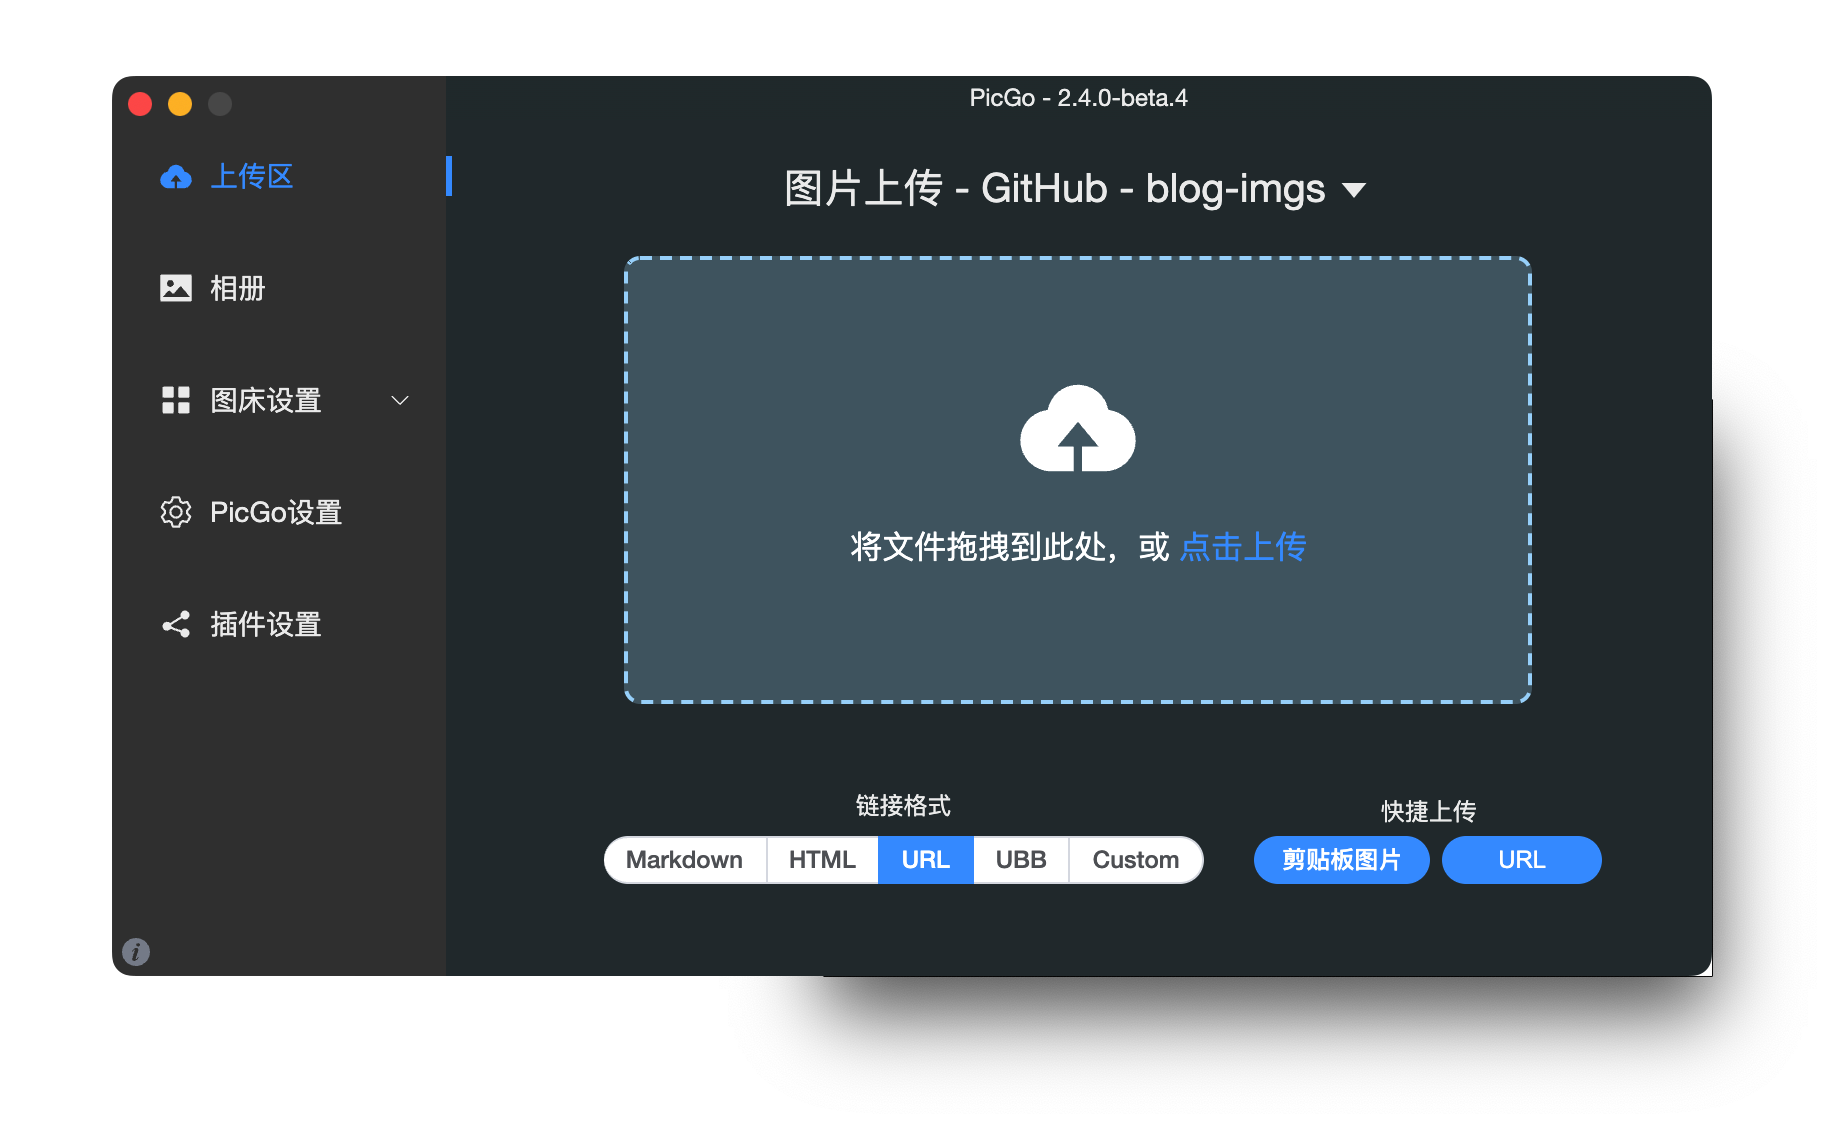 PicGo - 2.4.0-beta.4
上传区
相册
图床设置
PicGo设置
插件设置
图片上传 - GitHub - blog-imgs
将文件拖拽到此处，或 点击上传
链接格式
Markdown HTML URL UBB Custom
快捷上传
剪贴板图片 URL
i